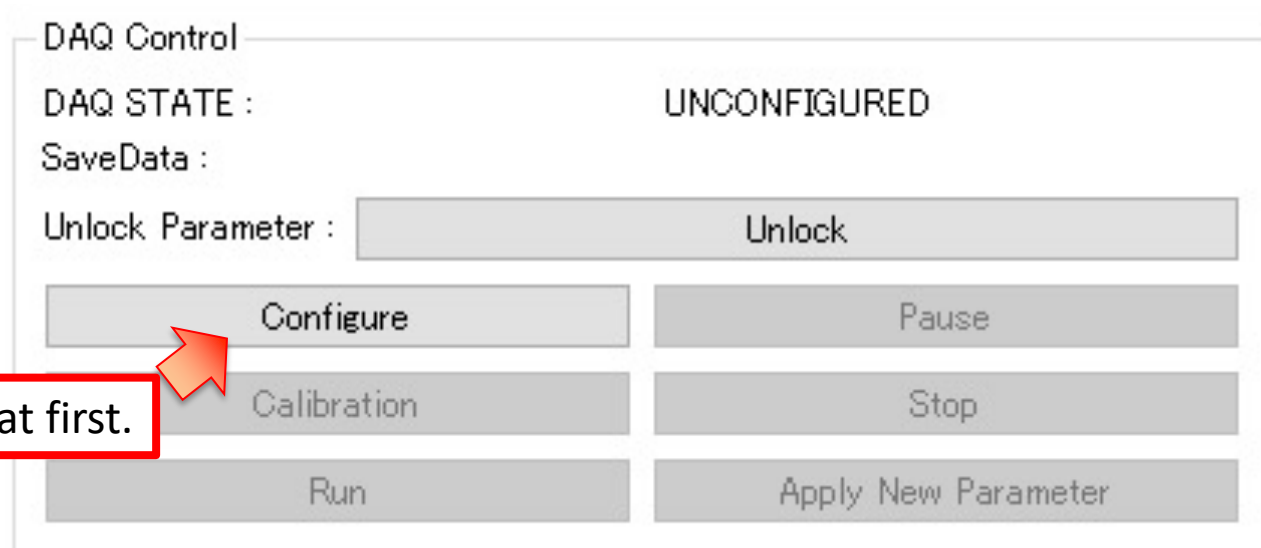 DAQ Control
DAQ STATE : UNCONFIGURED
SaveData :
Unlock Parameter : Unlock
Configure Pause
at first.
Calibration Stop
Run Apply New Parameter